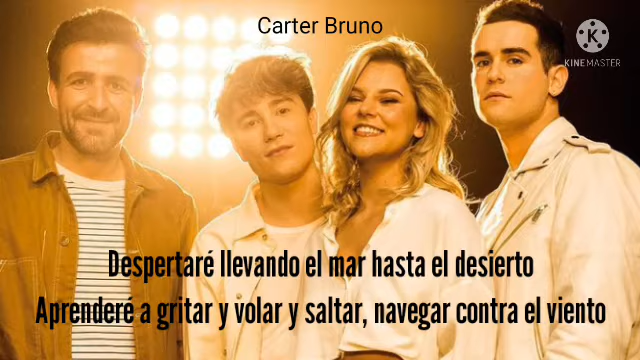 Carter Bruno
KINEMASTER
Despertaré llevando el mar hasta el desierto
Aprenderé a gritar y volar y saltar, navegar contra el viento